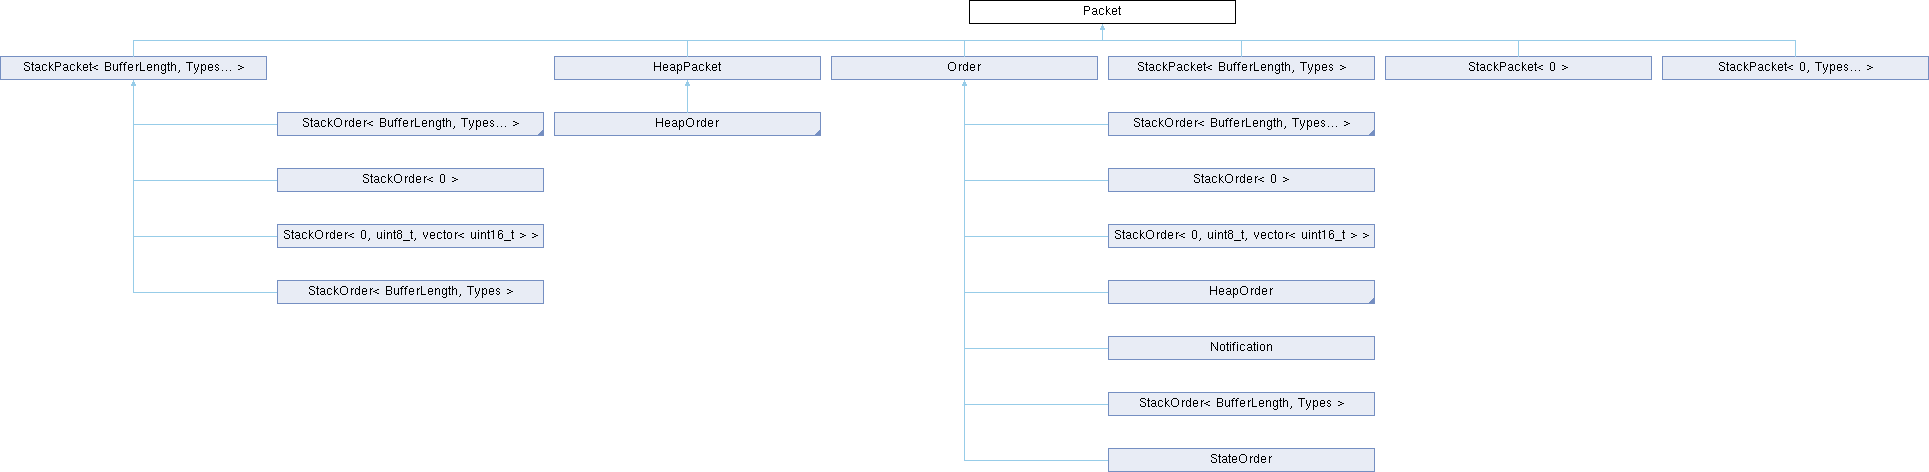 Packet
StackPacket< BufferLength, Types... >
HeapPacket
Order
StackPacket< BufferLength, Types >
StackPacket< 0 >
StackPacket< 0, Types... >
StackOrder< BufferLength, Types... >
HeapOrder
StackOrder< BufferLength, Types... >
StackOrder< 0 >
StackOrder< 0 >
StackOrder< 0, uint8_t, vector< uint16_t > >
StackOrder< 0, uint8_t, vector< uint16_t > >
StackOrder< BufferLength, Types >
HeapOrder
Notification
StackOrder< BufferLength, Types >
StateOrder